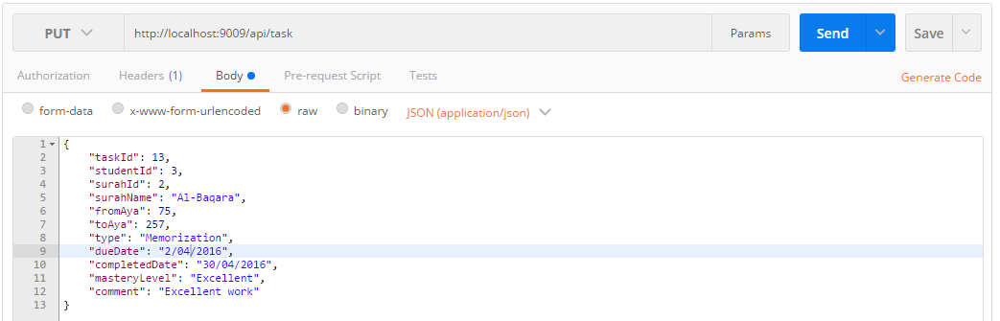 PUT http://localhost:9009/api/task Params Send Save
Authorization Headers (1) Body Pre-request Script Tests Generate Code
form-data x-www-form-urlencoded raw binary JSON (application/json)
1 {
2 "taskId": 13,
3 "studentId": 3,
4 "surahId": 2,
5 "surahName": "Al-Baqara",
6 "fromAya": 75,
7 "toAya": 257,
8 "type": "Memorization",
9 "dueDate": "2/04/2016",
10 "completedDate": "30/04/2016",
11 "masteryLevel": "Excellent",
12 "comment": "Excellent work"
13 }